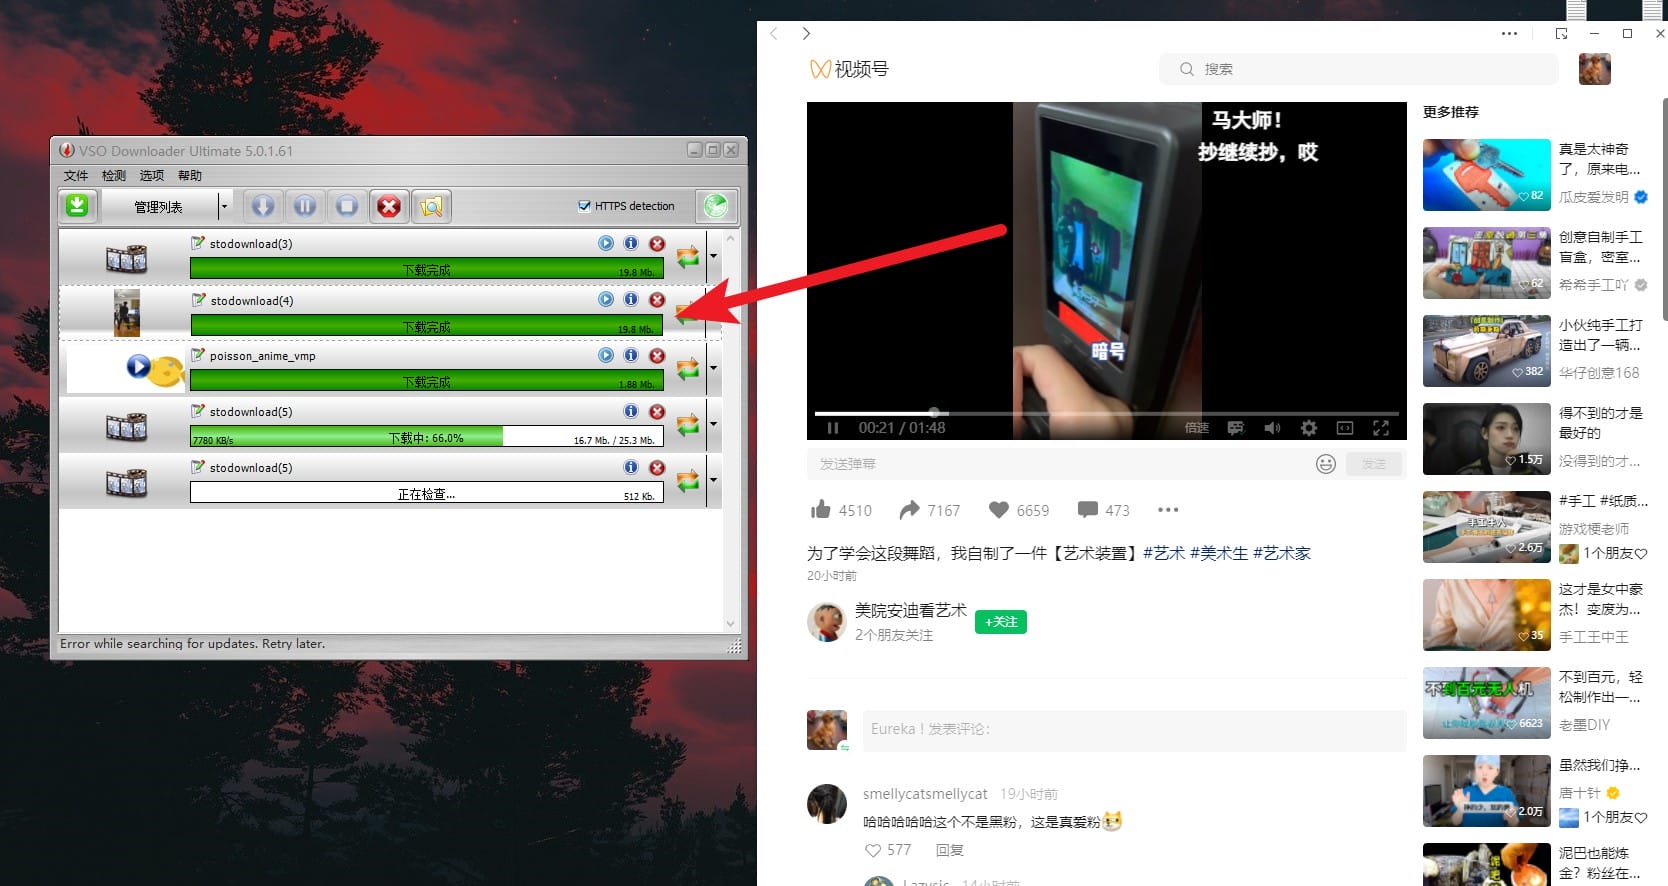 VSO Downloader Ultimate 5.0.1.61
文件 检测 选项 帮助
管理列表
HTTPS detection
stodownload(3)
下载完成
19.8 Mb.
stodownload(4)
下载完成
19.8 Mb.
poisson_anime_vmp
下载完成
1.88 Mb.
stodownload(5)
7780 KB/s 下载中: 66.0% 16.7 Mb. / 25.3 Mb.
stodownload(5)
正在检查... 512 Kb.
Error while searching for updates. Retry later.
视频号
搜索
马大师！
抄继续抄，哎
暗号
00:21 / 01:48
倍速
发送弹幕
发送
4510 7167 6659 473
为了学会这段舞蹈，我自制了一件【艺术装置】#艺术 #美术生 #艺术家
20小时前
美院安迪看艺术
2个朋友关注
+关注
Eureka ! 发表评论:
smellycatsmellycat 19小时前
哈哈哈哈哈这个不是黑粉，这是真爱粉
577 回复
Lazysic 14小时前
更多推荐
82
真是太神奇
了，原来电...
瓜皮爱发明
62
创意自制手工
盲盒，密室...
希希手工吖
382
小伙纯手工打
造出了一辆...
华仔创意168
1.5万
得不到的才是
最好的
没得到的才...
手工牛人
2.6万
#手工 #纸质...
游戏梗老师
1个朋友♡
35
这才是女中豪
杰！变废为...
手工王中王
不到百元无人机
6623
不到百元，轻
松制作出一...
老墨DIY
2.0万
虽然我们挣...
唐十针
1个朋友♡
泥巴也能炼
金？粉丝在...